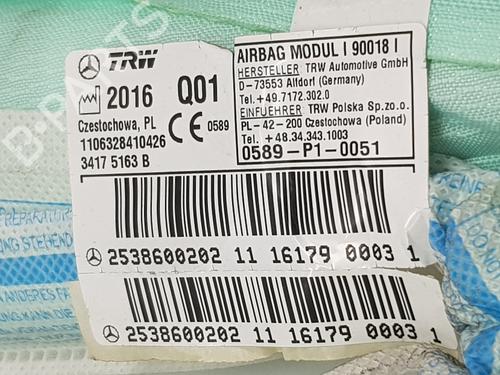 TRW
2016 Q01
Czestochowa, PL CE 0589
1106328410426
3417 5163 B
AIRBAG MODUL I 90018 I
HERSTELLER TRW Automotive GmbH
D-73553 Alfdorf (Germany)
Tel.+49.7172.302.0
EINFUEHRER TRW Polska Sp.zo.o.
PL-42-200 Czestochowa (Poland)
Tel.+48.34.343.1003
0589-P1-0051
2538600202 11 16179 0003 1
2538600202 11 16179 0003 1